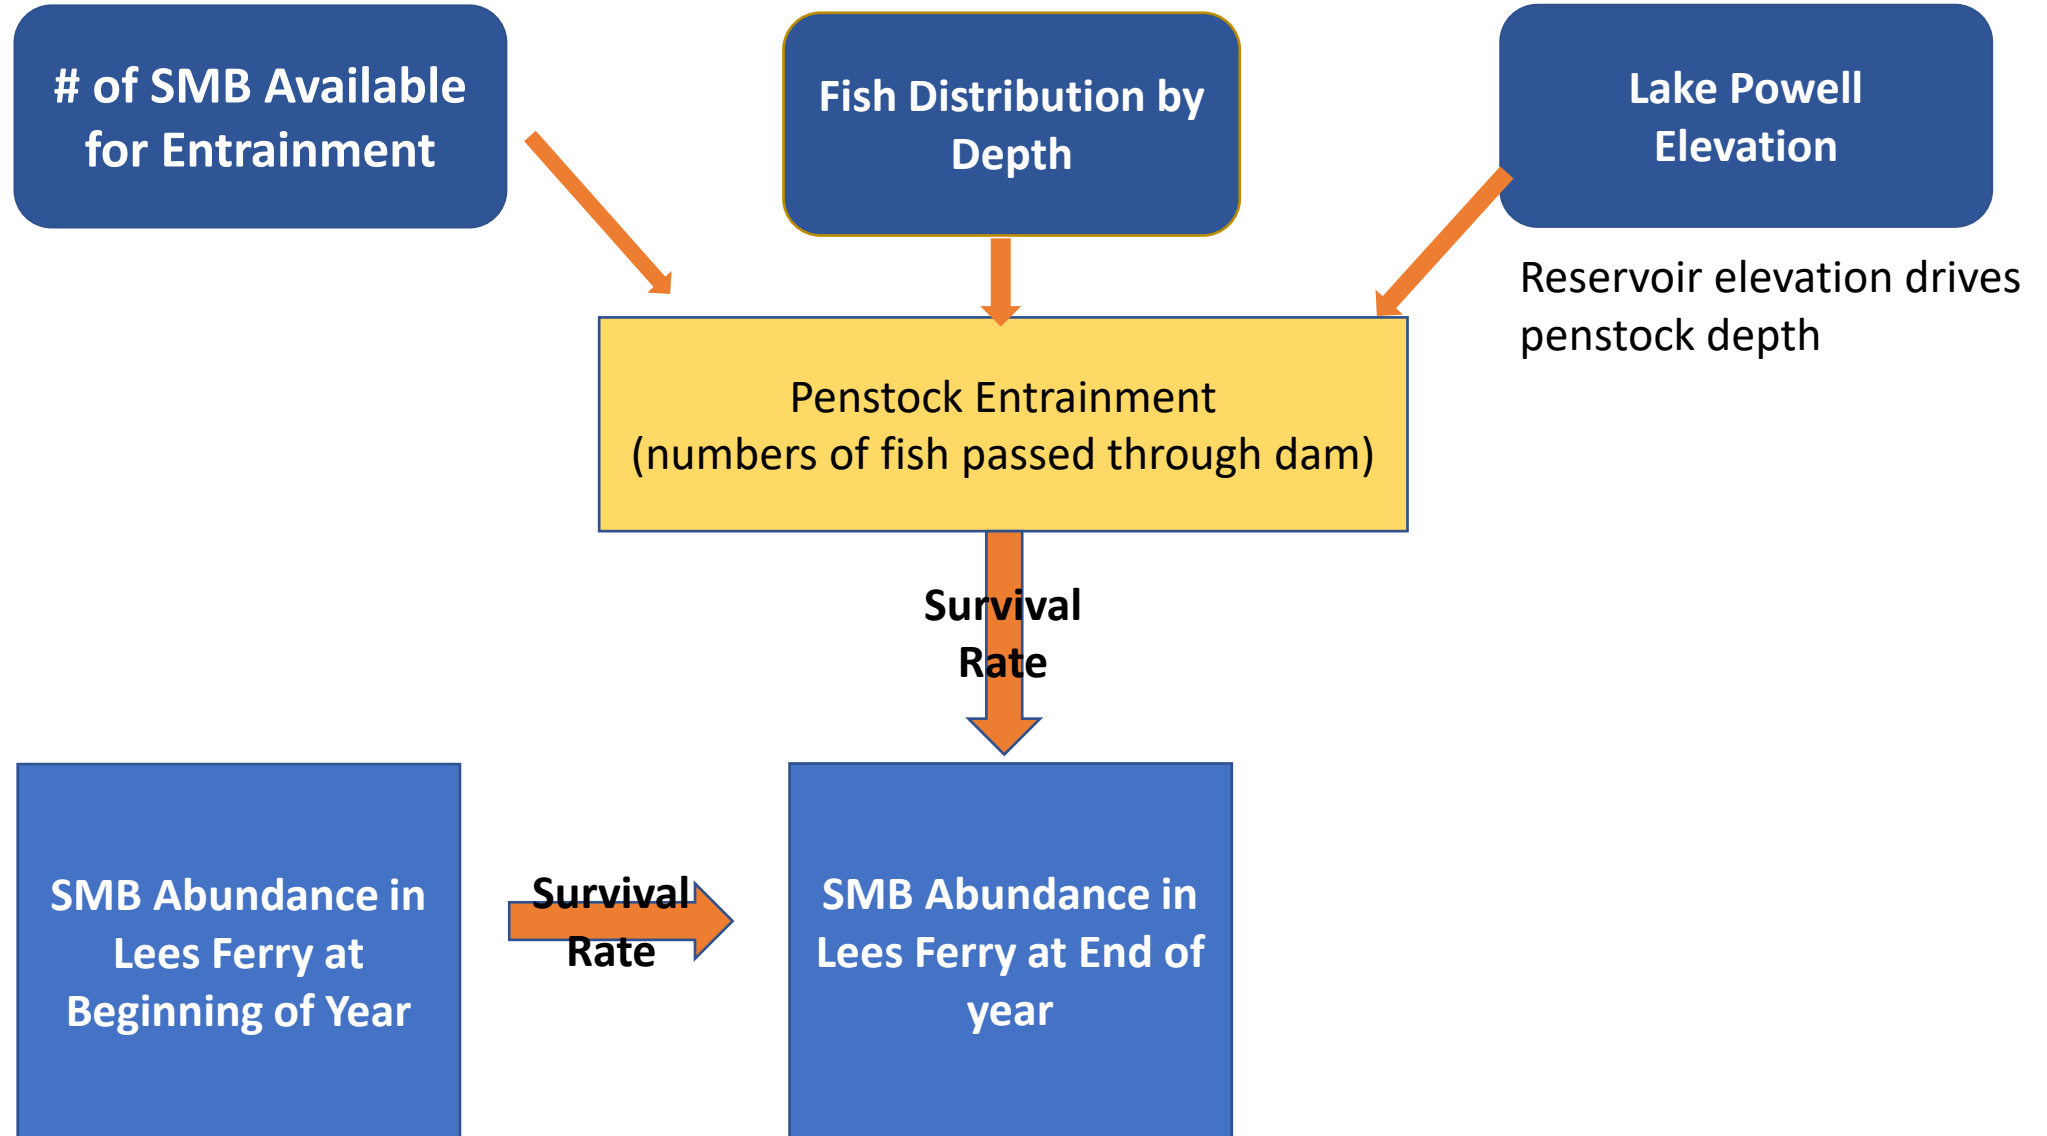 # of SMB Available
for Entrainment
Fish Distribution by
Depth
Lake Powell
Elevation
Reservoir elevation drives
penstock depth
Penstock Entrainment
(numbers of fish passed through dam)
Survival
Rate
SMB Abundance in
Lees Ferry at
Beginning of Year
Survival
Rate
SMB Abundance in
Lees Ferry at End of
year